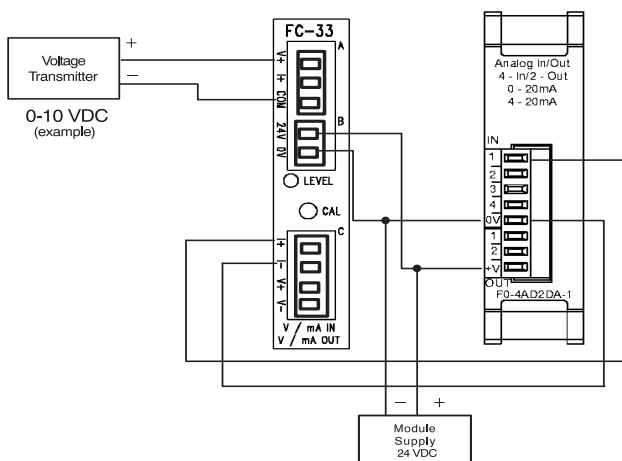 FC-33
A
V+
I+
COM
B
24V
0V
LEVEL
CAL
C
I+
I-
V+
V-
V / mA IN
V / mA OUT
+
Voltage
Transmitter
−
0-10 VDC
(example)
Analog In/Out
4 - In/2 - Out
0 - 20mA
4 - 20mA
IN
1
2
3
4
0V
1
2
+V
OUT
F0-4AD2DA-1
− +
Module
Supply
24 VDC